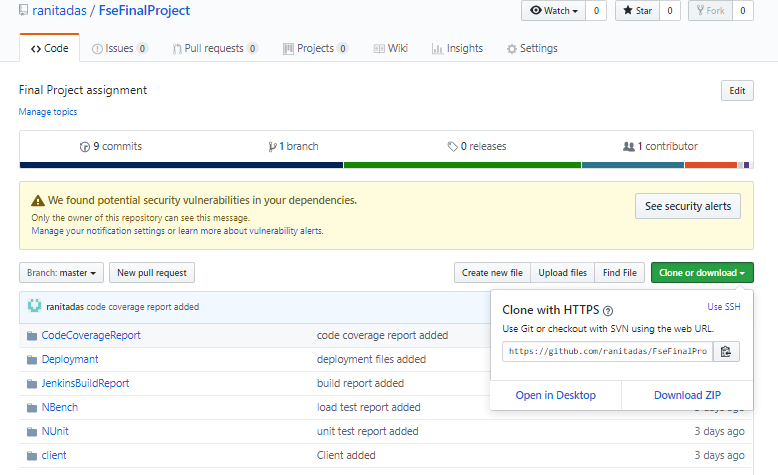 ranitadas / FseFinalProject
Watch 0 Star 0 Fork 0
Code Issues 0 Pull requests 0 Projects 0 Wiki Insights Settings
Final Project assignment Edit
Manage topics
9 commits 1 branch 0 releases 1 contributor
We found potential security vulnerabilities in your dependencies.
Only the owner of this repository can see this message.
Manage your notification settings or learn more about vulnerability alerts.
See security alerts
Branch: master New pull request Create new file Upload files Find File Clone or download
ranitadas code coverage report added
Clone with HTTPS ? Use SSH
Use Git or checkout with SVN using the web URL.
https://github.com/ranitadas/FseFinalPro
Open in Desktop Download ZIP
CodeCoverageReport code coverage report added
Deploymant deployment files added
JenkinsBuildReport build report added
NBench load test report added 3 days ago
NUnit unit test report added 3 days ago
client Client added 3 days ago